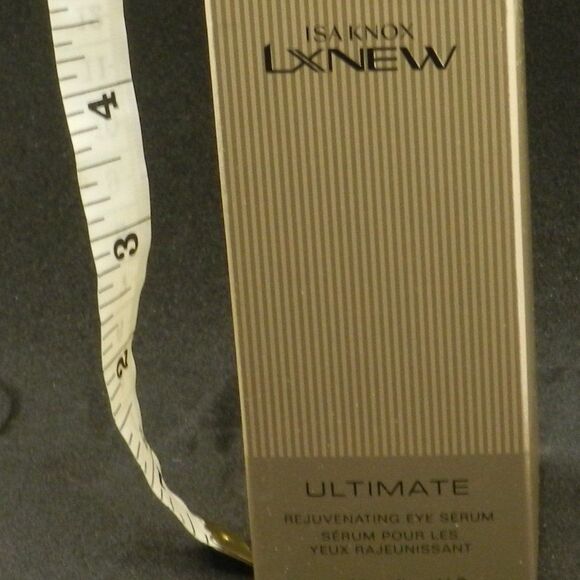 ISA KNOX
LXNEW
4
3
2
ULTIMATE
REJUVENATING EYE SERUM
SÉRUM POUR LES
YEUX RAJEUNISSANT